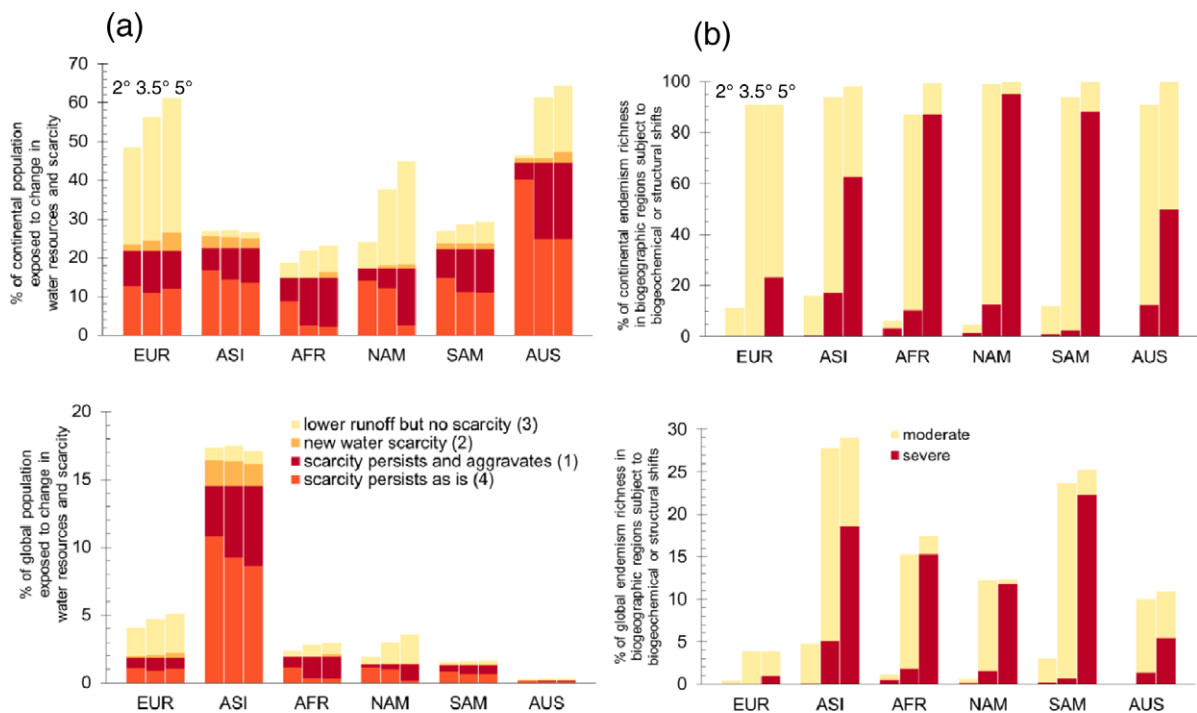 (a)
% of continental population
exposed to change in
water resources and scarcity
70
60
50
40
30
20
10
0
2° 3.5° 5°
EUR ASI AFR NAM SAM AUS
(b)
% of continental endemism richness
in biogeographic regions subject to
biogeochemical or structural shifts
100
80
60
40
20
0
2° 3.5° 5°
EUR ASI AFR NAM SAM AUS
% of global population
exposed to change in
water resources and scarcity
20
15
10
5
0
lower runoff but no scarcity (3)
new water scarcity (2)
scarcity persists and aggravates (1)
scarcity persists as is (4)
EUR ASI AFR NAM SAM AUS
% of global endemism richness in
biogeographic regions subject to
biogeochemical or structural shifts
30
25
20
15
10
5
0
moderate
severe
EUR ASI AFR NAM SAM AUS